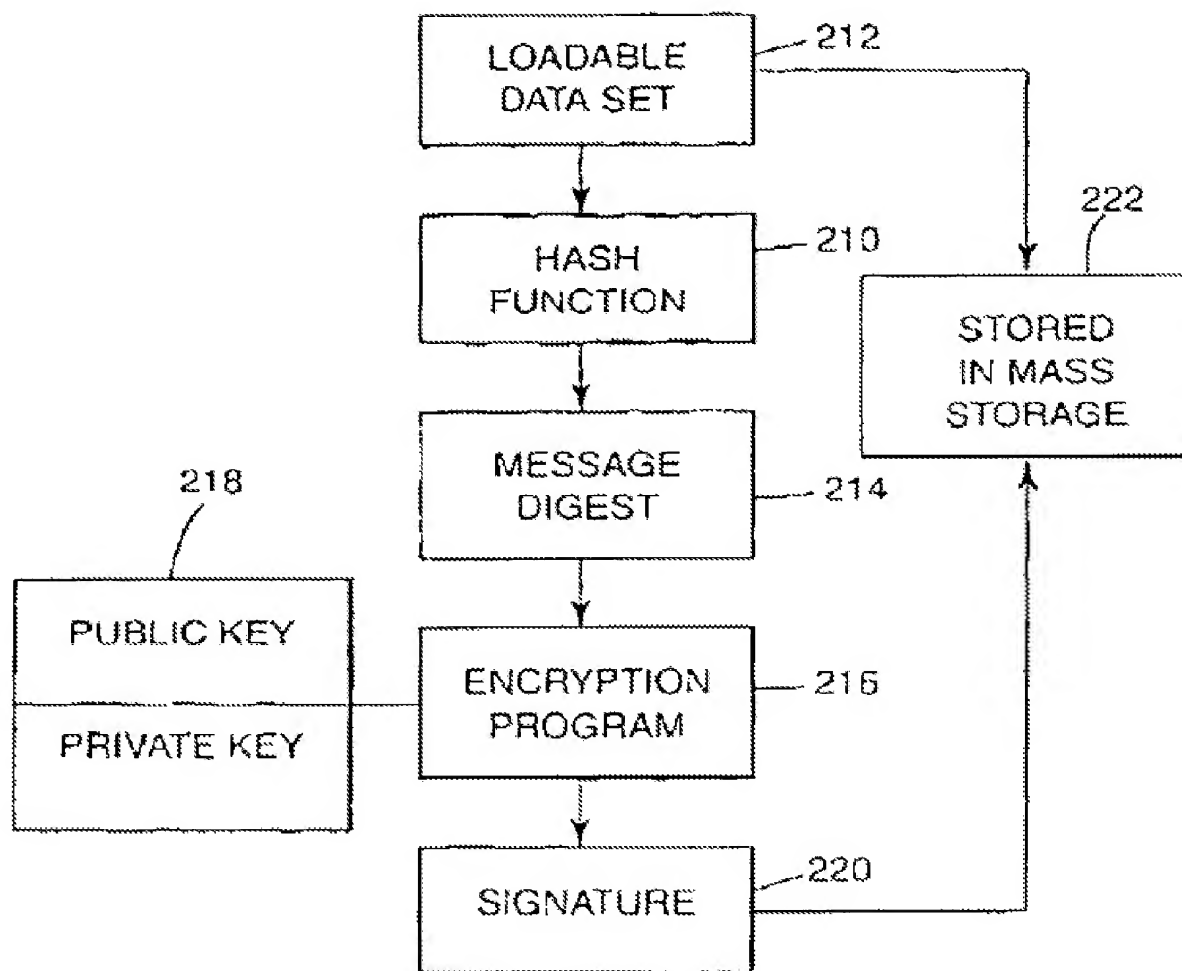 LOADABLE
DATA SET
212
HASH
FUNCTION
210
222
STORED
IN MASS
STORAGE
MESSAGE
DIGEST
214
218
PUBLIC KEY
PRIVATE KEY
ENCRYPTION
PROGRAM
216
SIGNATURE
220